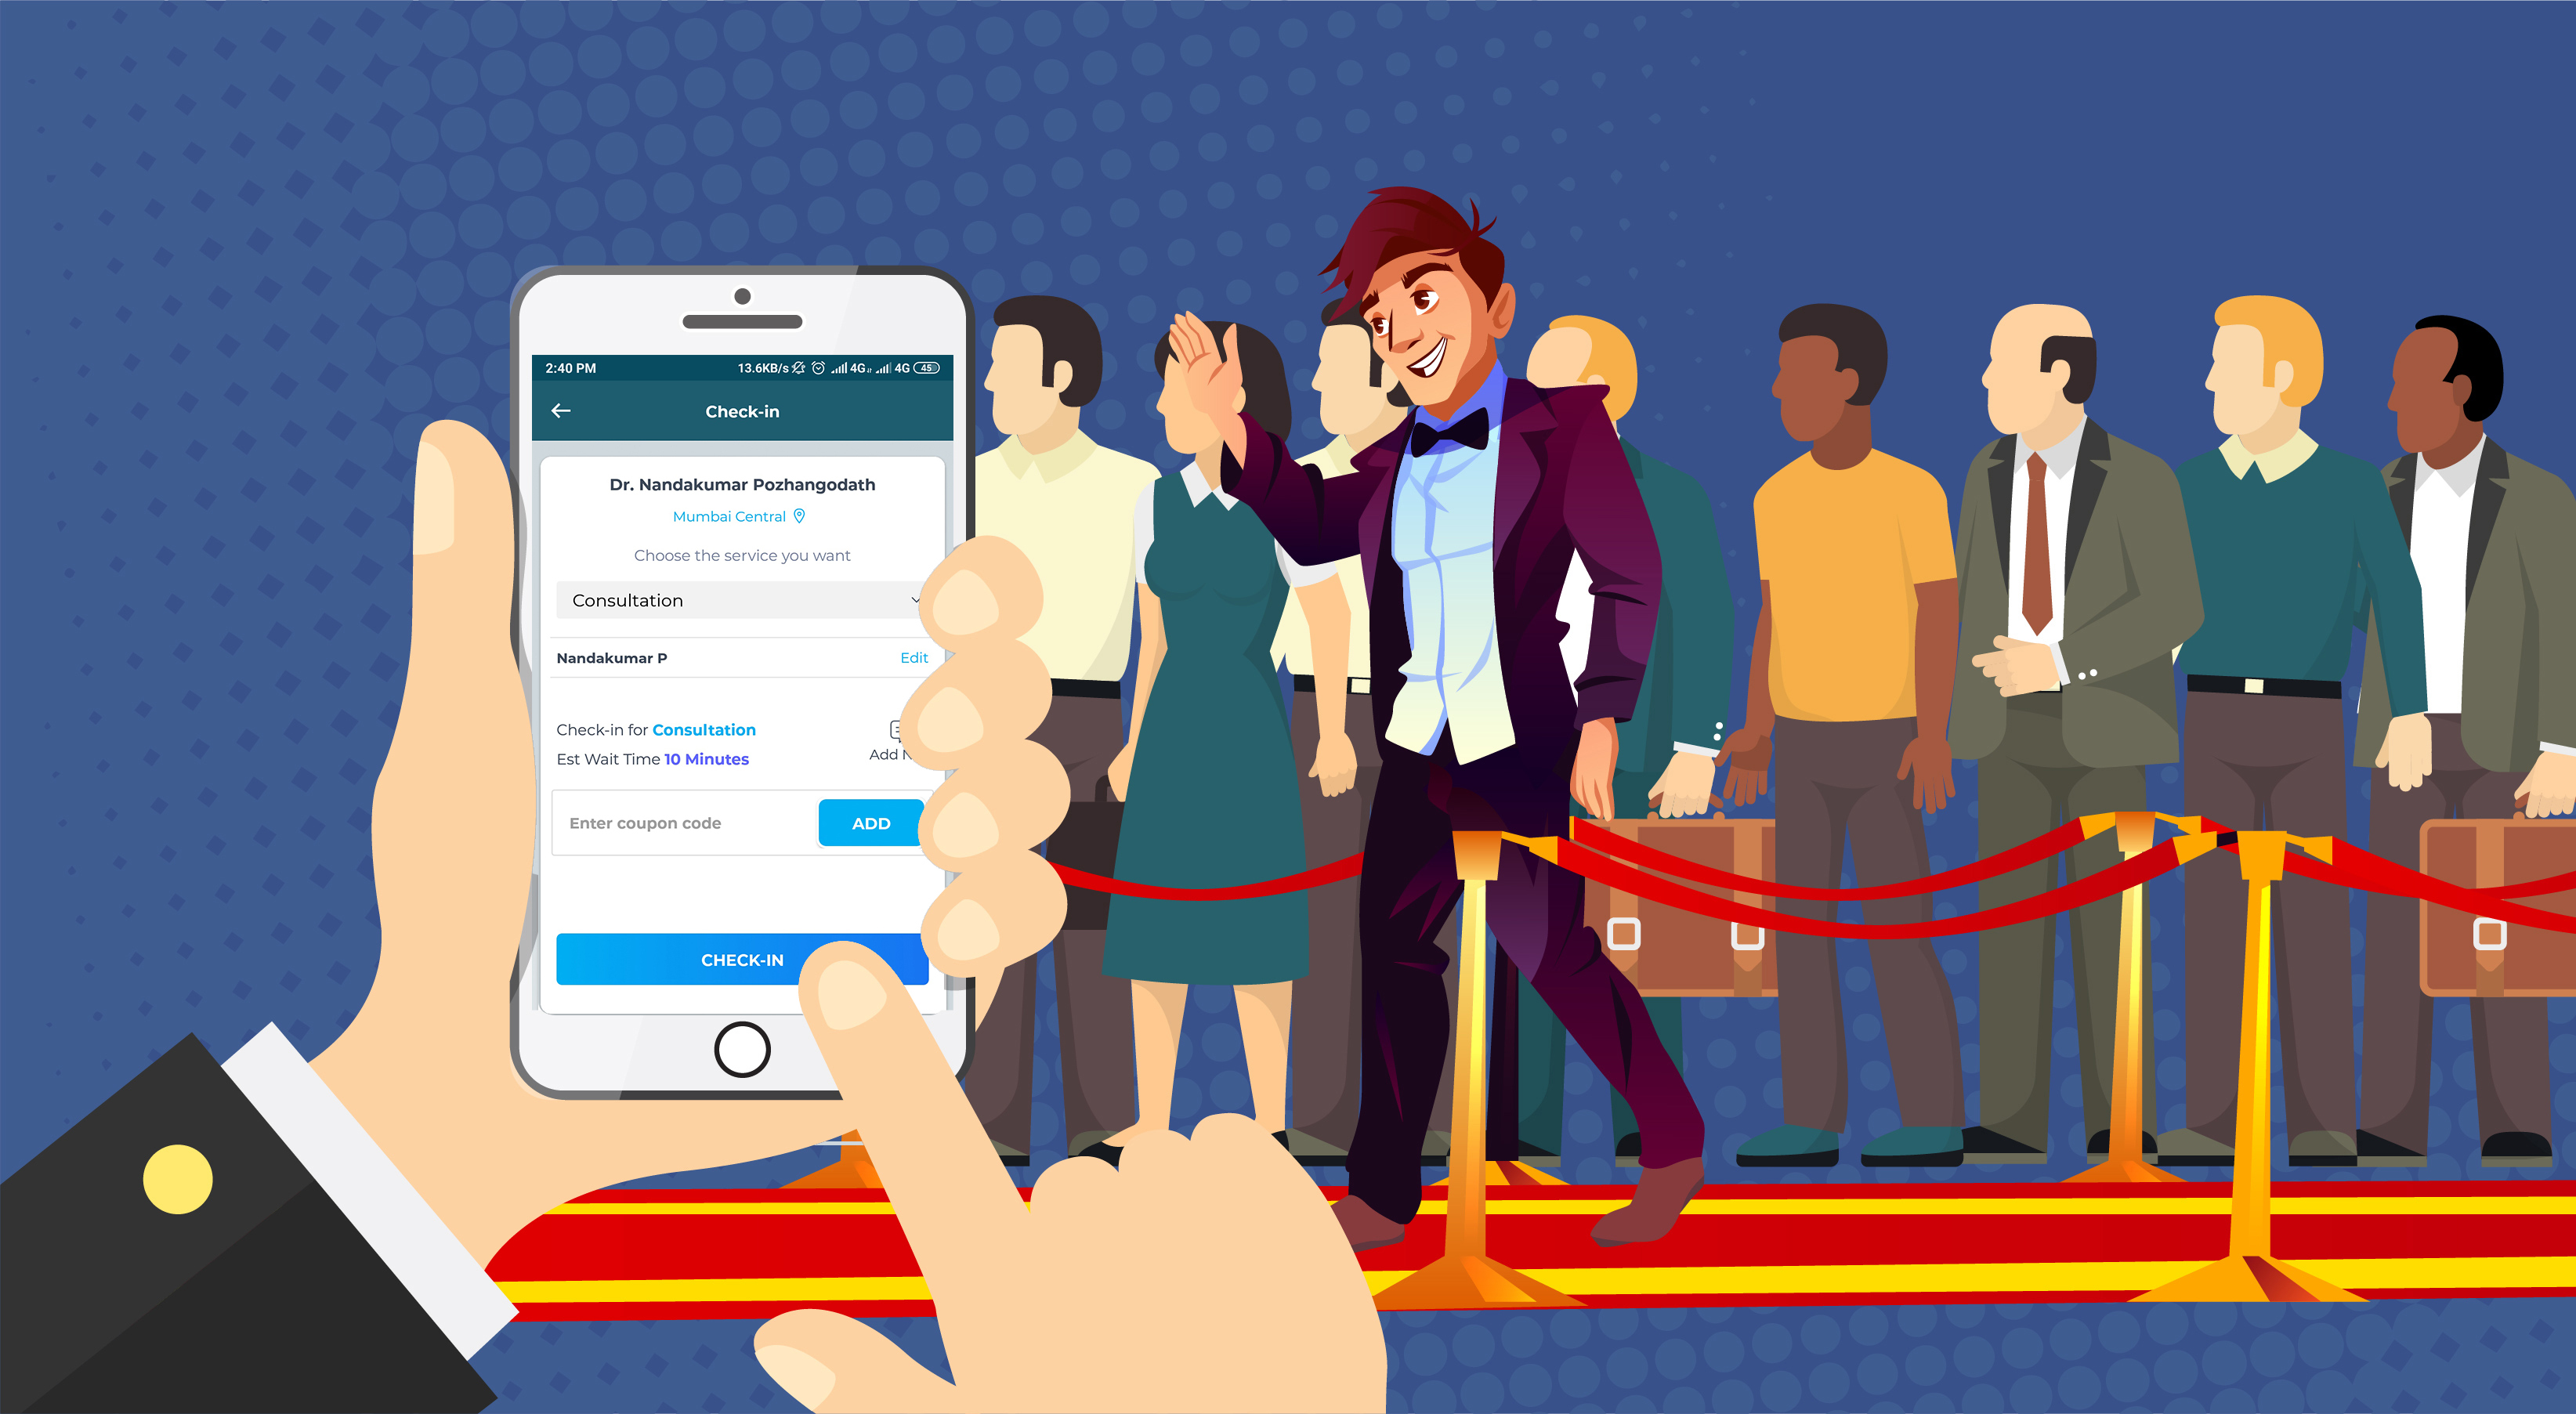 2:40 PM 13.6KB/s 4G 4G 45
Check-in
Dr. Nandakumar Pozhangodath
Mumbai Central
Choose the service you want
Consultation
Nandakumar P Edit
Check-in for Consultation
Est Wait Time 10 Minutes
Add
Enter coupon code ADD
CHECK-IN